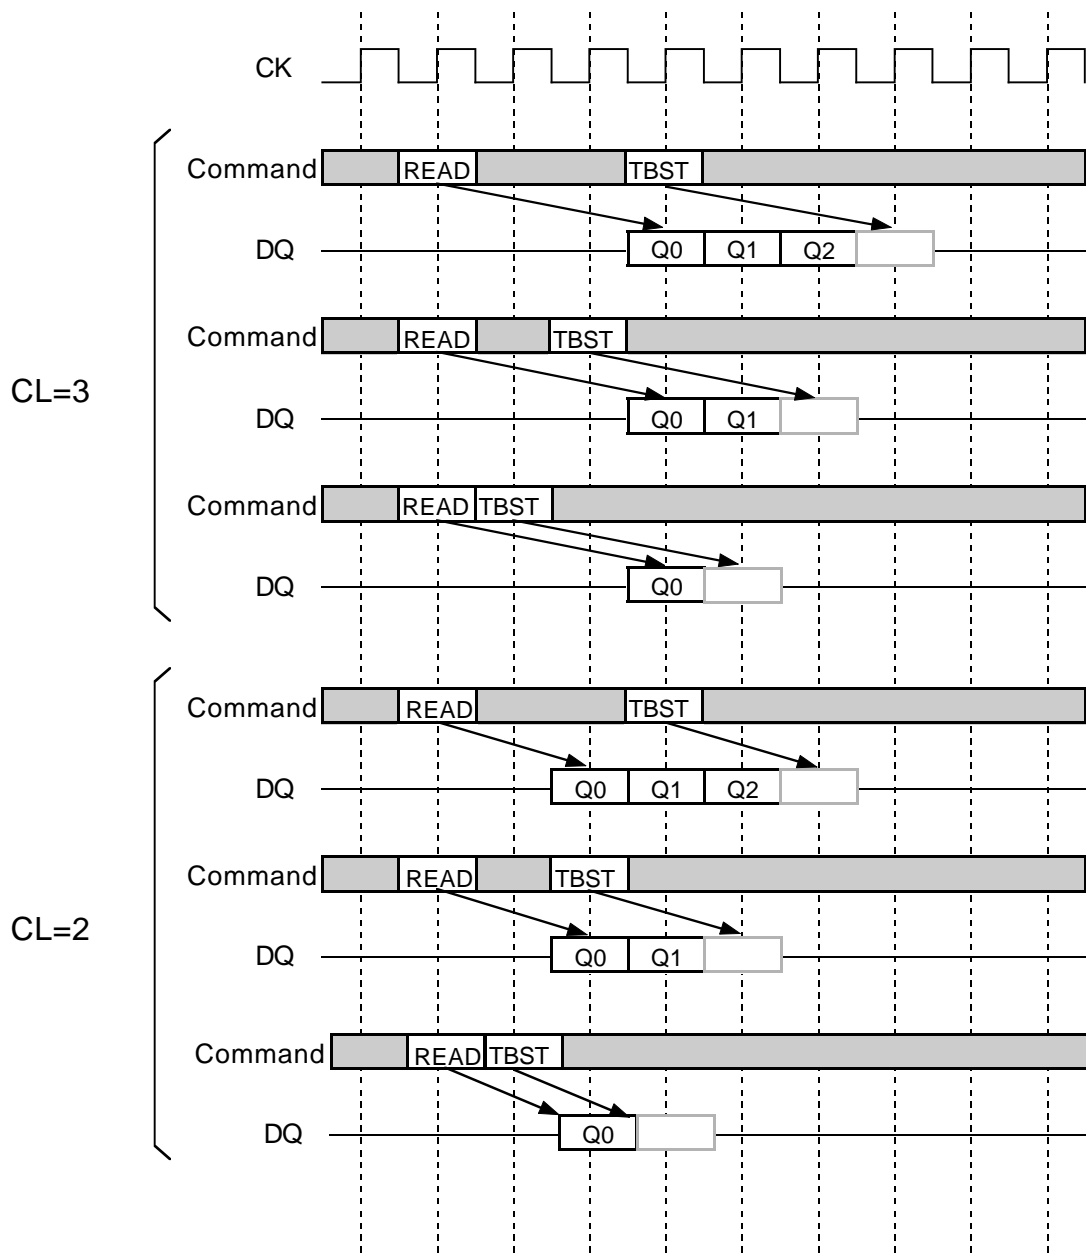 CK
Command READ TBST
DQ Q0 Q1 Q2
Command READ TBST
CL=3
DQ Q0 Q1
Command READ TBST
DQ Q0
Command READ TBST
DQ Q0 Q1 Q2
Command READ TBST
CL=2
DQ Q0 Q1
Command READ TBST
DQ Q0